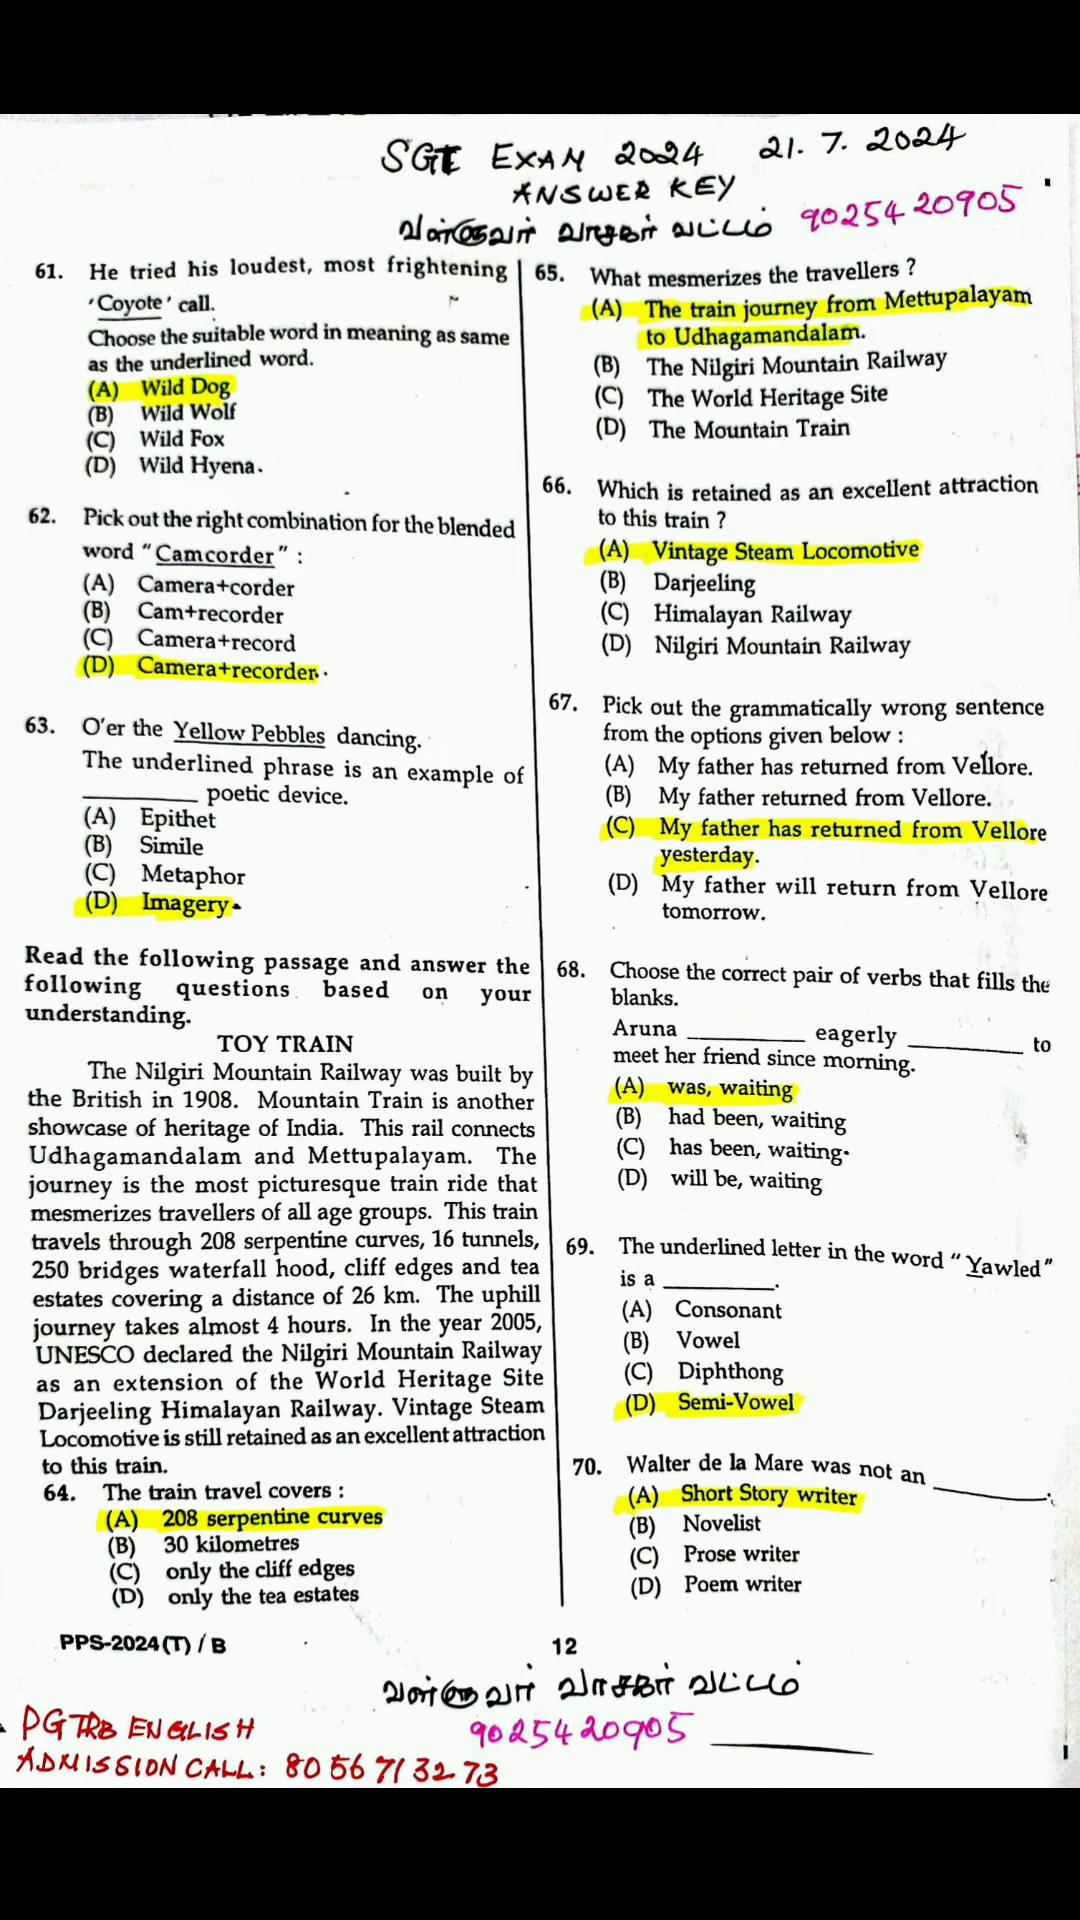 SGT EXAM 2024 21.7.2024
ANSWER KEY
வள்ளுவர் வாசகர் வட்டம் 9025420905
61. He tried his loudest, most frightening
'Coyote' call.
Choose the suitable word in meaning as same
as the underlined word.
(A) Wild Dog
(B) Wild Wolf
(C) Wild Fox
(D) Wild Hyena.
62. Pick out the right combination for the blended
word "Camcorder" :
(A) Camera+corder
(B) Cam+recorder
(C) Camera+record
(D) Camera+recorder.
63. O'er the Yellow Pebbles dancing.
The underlined phrase is an example of
__________ poetic device.
(A) Epithet
(B) Simile
(C) Metaphor
(D) Imagery
Read the following passage and answer the
following questions based on your
understanding.
TOY TRAIN
The Nilgiri Mountain Railway was built by
the British in 1908. Mountain Train is another
showcase of heritage of India. This rail connects
Udhagamandalam and Mettupalayam. The
journey is the most picturesque train ride that
mesmerizes travellers of all age groups. This train
travels through 208 serpentine curves, 16 tunnels,
250 bridges waterfall hood, cliff edges and tea
estates covering a distance of 26 km. The uphill
journey takes almost 4 hours. In the year 2005,
UNESCO declared the Nilgiri Mountain Railway
as an extension of the World Heritage Site
Darjeeling Himalayan Railway. Vintage Steam
Locomotive is still retained as an excellent attraction
to this train.
64. The train travel covers :
(A) 208 serpentine curves
(B) 30 kilometres
(C) only the cliff edges
(D) only the tea estates
65. What mesmerizes the travellers ?
(A) The train journey from Mettupalayam
to Udhagamandalam.
(B) The Nilgiri Mountain Railway
(C) The World Heritage Site
(D) The Mountain Train
66. Which is retained as an excellent attraction
to this train ?
(A) Vintage Steam Locomotive
(B) Darjeeling
(C) Himalayan Railway
(D) Nilgiri Mountain Railway
67. Pick out the grammatically wrong sentence
from the options given below :
(A) My father has returned from Vellore.
(B) My father returned from Vellore.
(C) My father has returned from Vellore
yesterday.
(D) My father will return from Vellore
tomorrow.
68. Choose the correct pair of verbs that fills the
blanks.
Aruna __________ eagerly __________ to
meet her friend since morning.
(A) was, waiting
(B) had been, waiting
(C) has been, waiting
(D) will be, waiting
69. The underlined letter in the word "Yawled"
is a __________.
(A) Consonant
(B) Vowel
(C) Diphthong
(D) Semi-Vowel
70. Walter de la Mare was not an __________.
(A) Short Story writer
(B) Novelist
(C) Prose writer
(D) Poem writer
PPS-2024(T) / B 12
வள்ளுவர் வாசகர் வட்டம்
PG TRB ENGLISH 9025420905
ADMISSION CALL: 8056713273